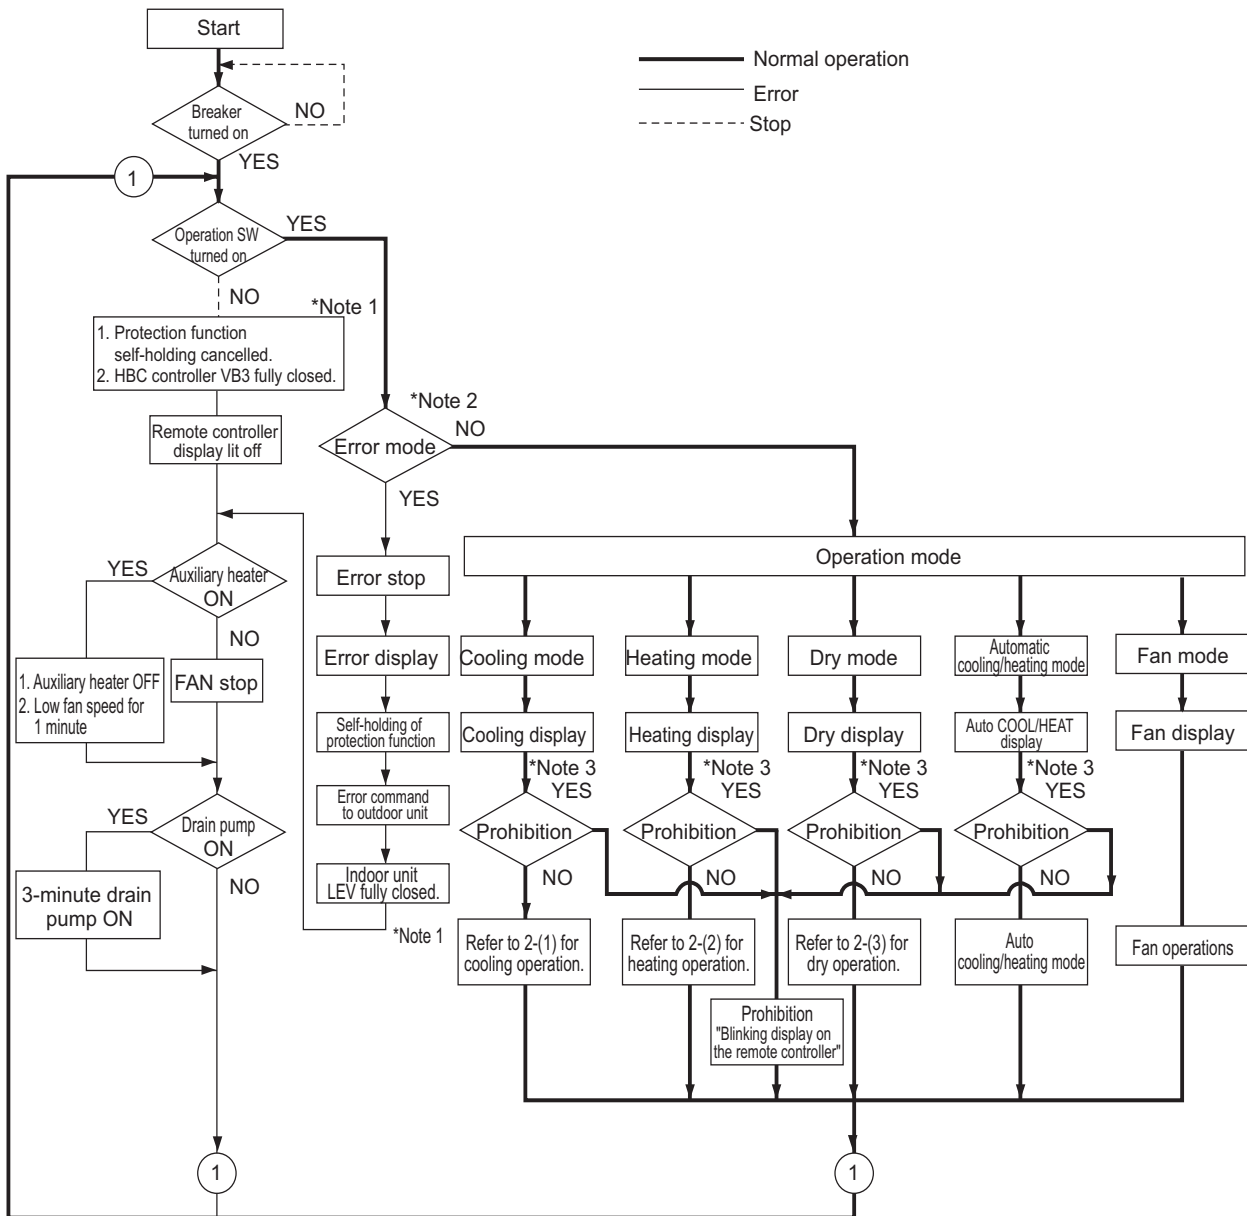 Start
Normal operation
Error
Stop
Breaker
turned on
NO
YES
1
Operation SW
turned on
YES
NO
*Note 1
1. Protection function
self-holding cancelled.
2. HBC controller VB3 fully closed.
Remote controller
display lit off
*Note 2
Error mode
NO
YES
Operation mode
Auxiliary heater
ON
YES
NO
1. Auxiliary heater OFF
2. Low fan speed for
1 minute
FAN stop
Error stop
Error display
Self-holding of
protection function
Error command
to outdoor unit
Indoor unit
LEV fully closed.
*Note 1
Drain pump
ON
YES
NO
3-minute drain
pump ON
Cooling mode
Heating mode
Dry mode
Automatic
cooling/heating mode
Fan mode
Cooling display
Heating display
Dry display
Auto COOL/HEAT
display
Fan display
*Note 3
YES
*Note 3
YES
*Note 3
YES
*Note 3
YES
Prohibition
Prohibition
Prohibition
Prohibition
NO
NO
NO
NO
Refer to 2-(1) for
cooling operation.
Refer to 2-(2) for
heating operation.
Refer to 2-(3) for
dry operation.
Auto
cooling/heating mode
Fan operations
Prohibition
"Blinking display on
the remote controller"
1
1